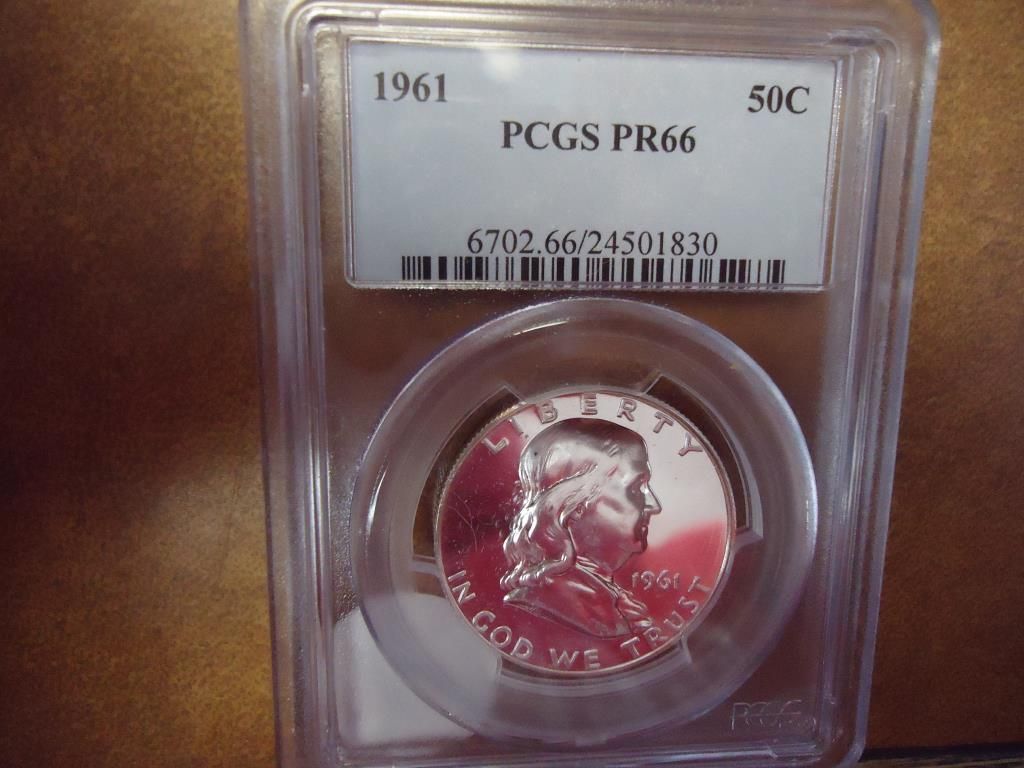 1961 50C
PCGS PR66
6702.66/24501830
LIBERTY
1961
IN GOD WE TRUST
PCGS